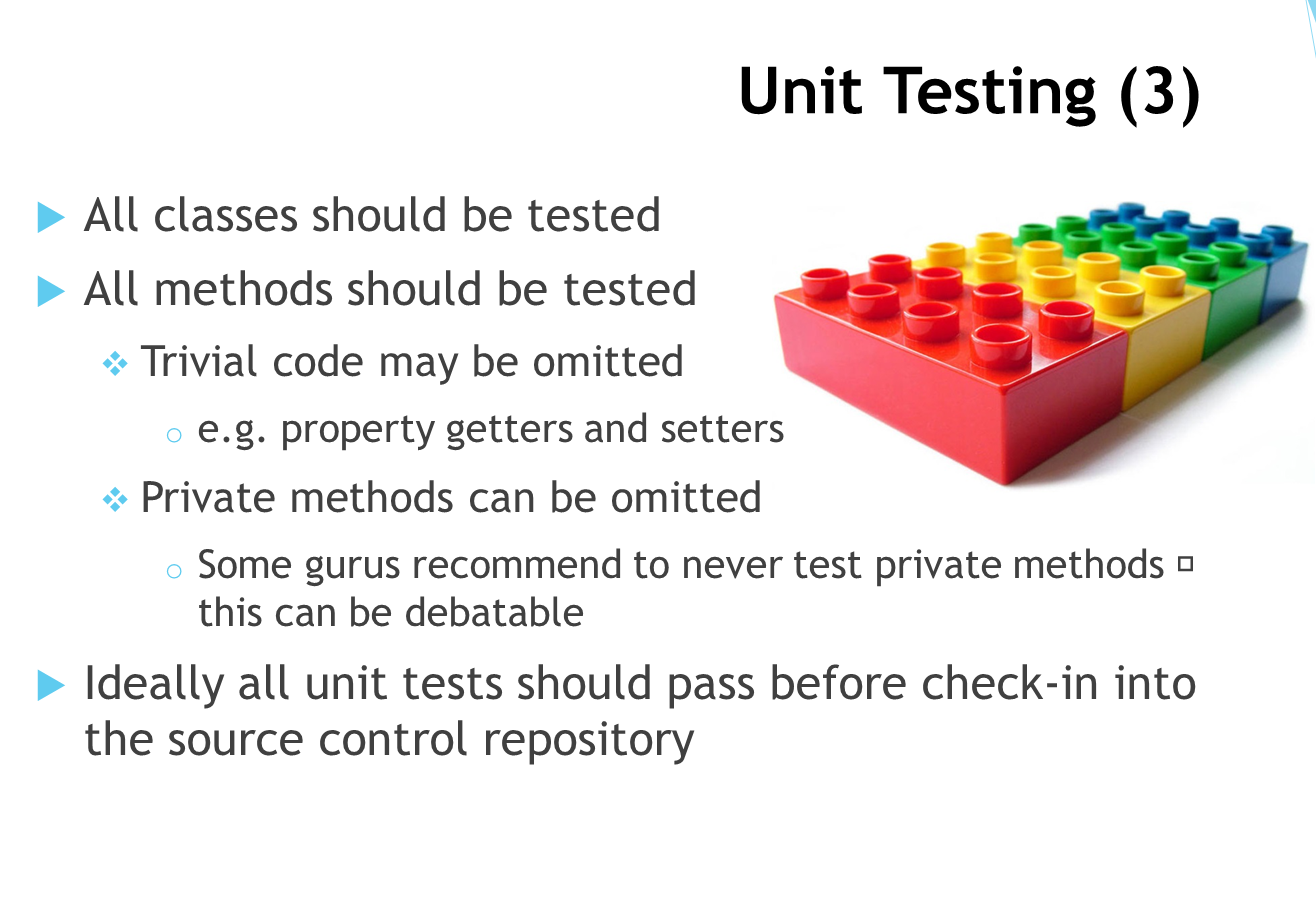 Unit Testing (3)
All classes should be tested
All methods should be tested
Trivial code may be omitted
e.g. property getters and setters
Private methods can be omitted
Some gurus recommend to never test private methods □
this can be debatable
Ideally all unit tests should pass before check-in into
the source control repository